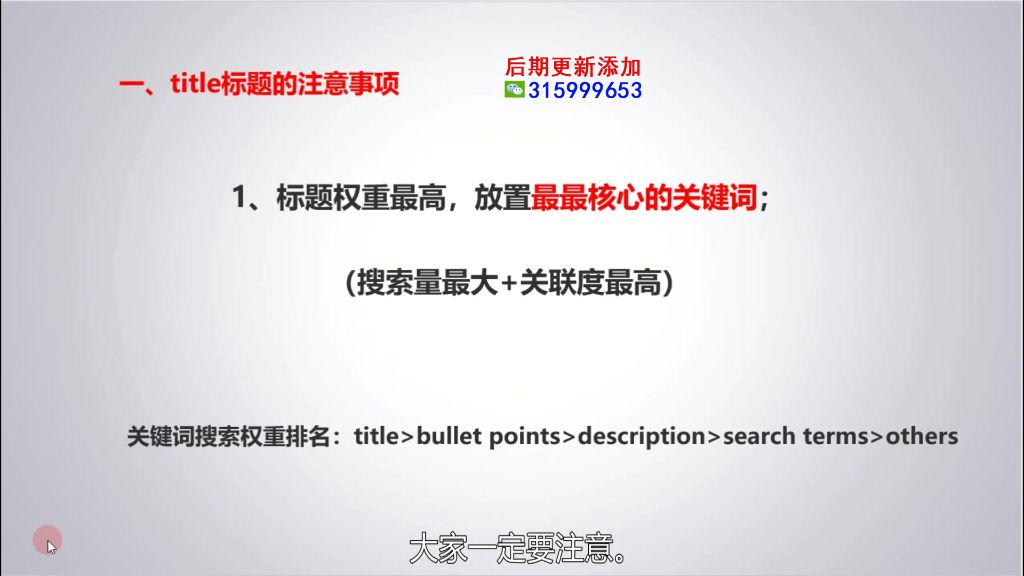 一、title标题的注意事项
后期更新添加
315999653
1、标题权重最高，放置最最核心的关键词；
（搜索量最大+关联度最高）
关键词搜索权重排名：title>bullet points>description>search terms>others
大家一定要注意。